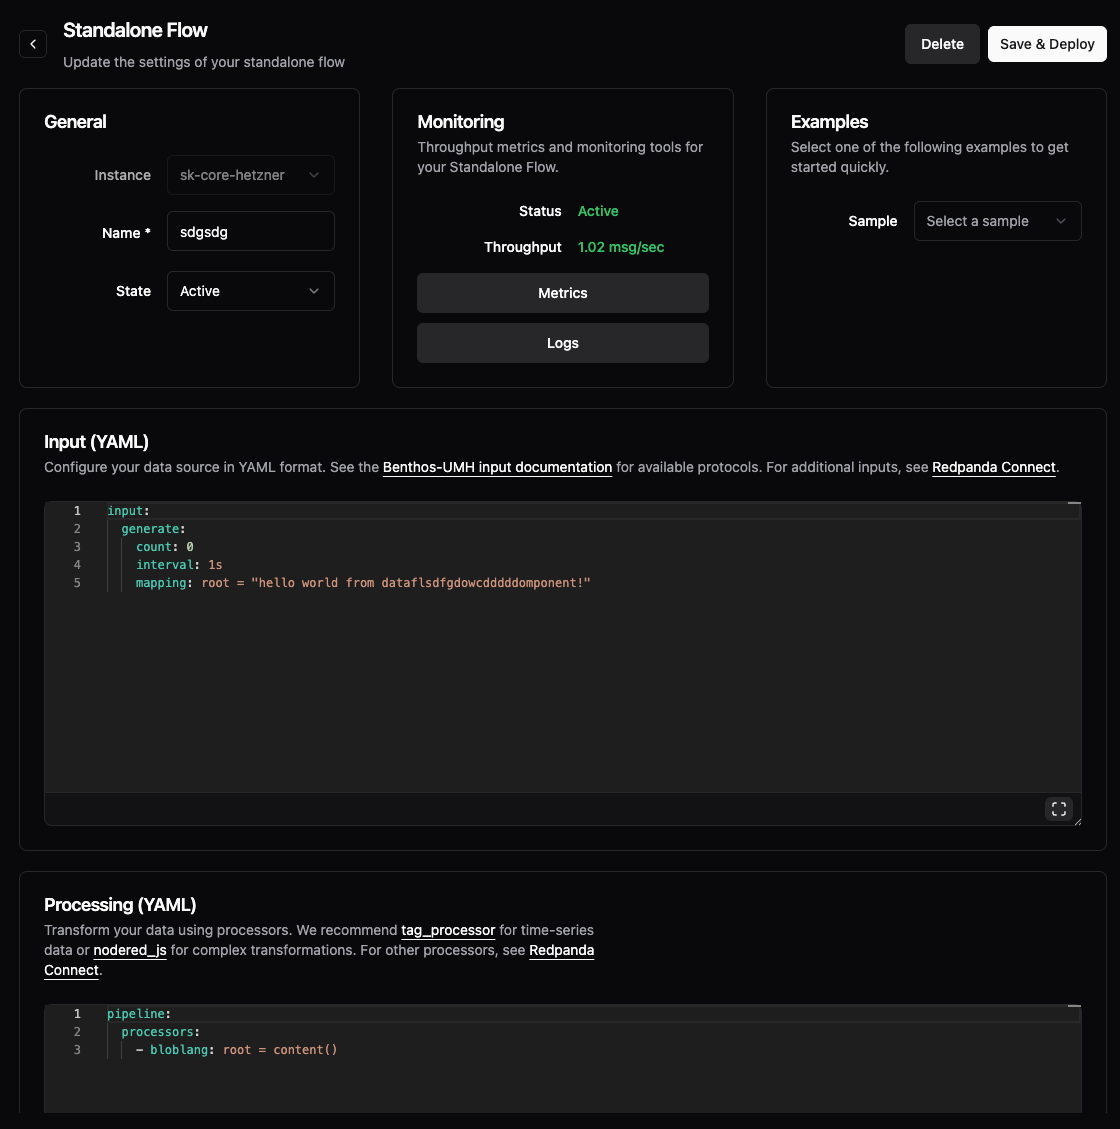 Standalone Flow
Update the settings of your standalone flow
Delete
Save & Deploy
General
Instance
sk-core-hetzner
Name *
sdgsdg
State
Active
Monitoring
Throughput metrics and monitoring tools for
your Standalone Flow.
Status Active
Throughput 1.02 msg/sec
Metrics
Logs
Examples
Select one of the following examples to get
started quickly.
Sample
Select a sample
Input (YAML)
Configure your data source in YAML format. See the Benthos-UMH input documentation for available protocols. For additional inputs, see Redpanda Connect.
1 input:
2   generate:
3     count: 0
4     interval: 1s
5     mapping: root = "hello world from dataflsdfgdowcdddddomponent!"
Processing (YAML)
Transform your data using processors. We recommend tag_processor for time-series
data or nodered_js for complex transformations. For other processors, see Redpanda
Connect.
1 pipeline:
2   processors:
3     - bloblang: root = content()